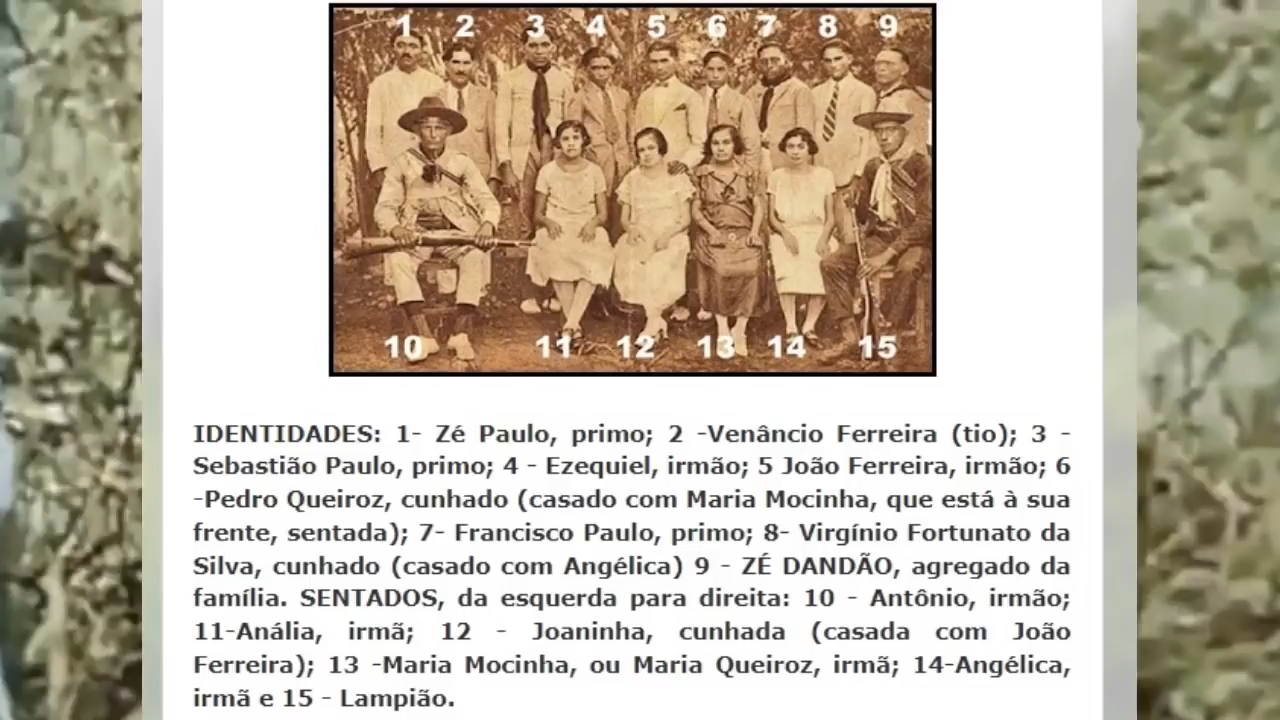 1 2 3 4 5 6 7 8 9
10 11 12 13 14 15
IDENTIDADES: 1- Zé Paulo, primo; 2 -Venâncio Ferreira (tio); 3 -
Sebastião Paulo, primo; 4 - Ezequiel, irmão; 5 João Ferreira, irmão; 6
-Pedro Queiroz, cunhado (casado com Maria Mocinha, que está à sua
frente, sentada); 7- Francisco Paulo, primo; 8- Virgínio Fortunato da
Silva, cunhado (casado com Angélica) 9 - ZÉ DANDÃO, agregado da
família. SENTADOS, da esquerda para direita: 10 - Antônio, irmão;
11-Anália, irmã; 12 - Joaninha, cunhada (casada com João
Ferreira); 13 -Maria Mocinha, ou Maria Queiroz, irmã; 14-Angélica,
irmã e 15 - Lampião.